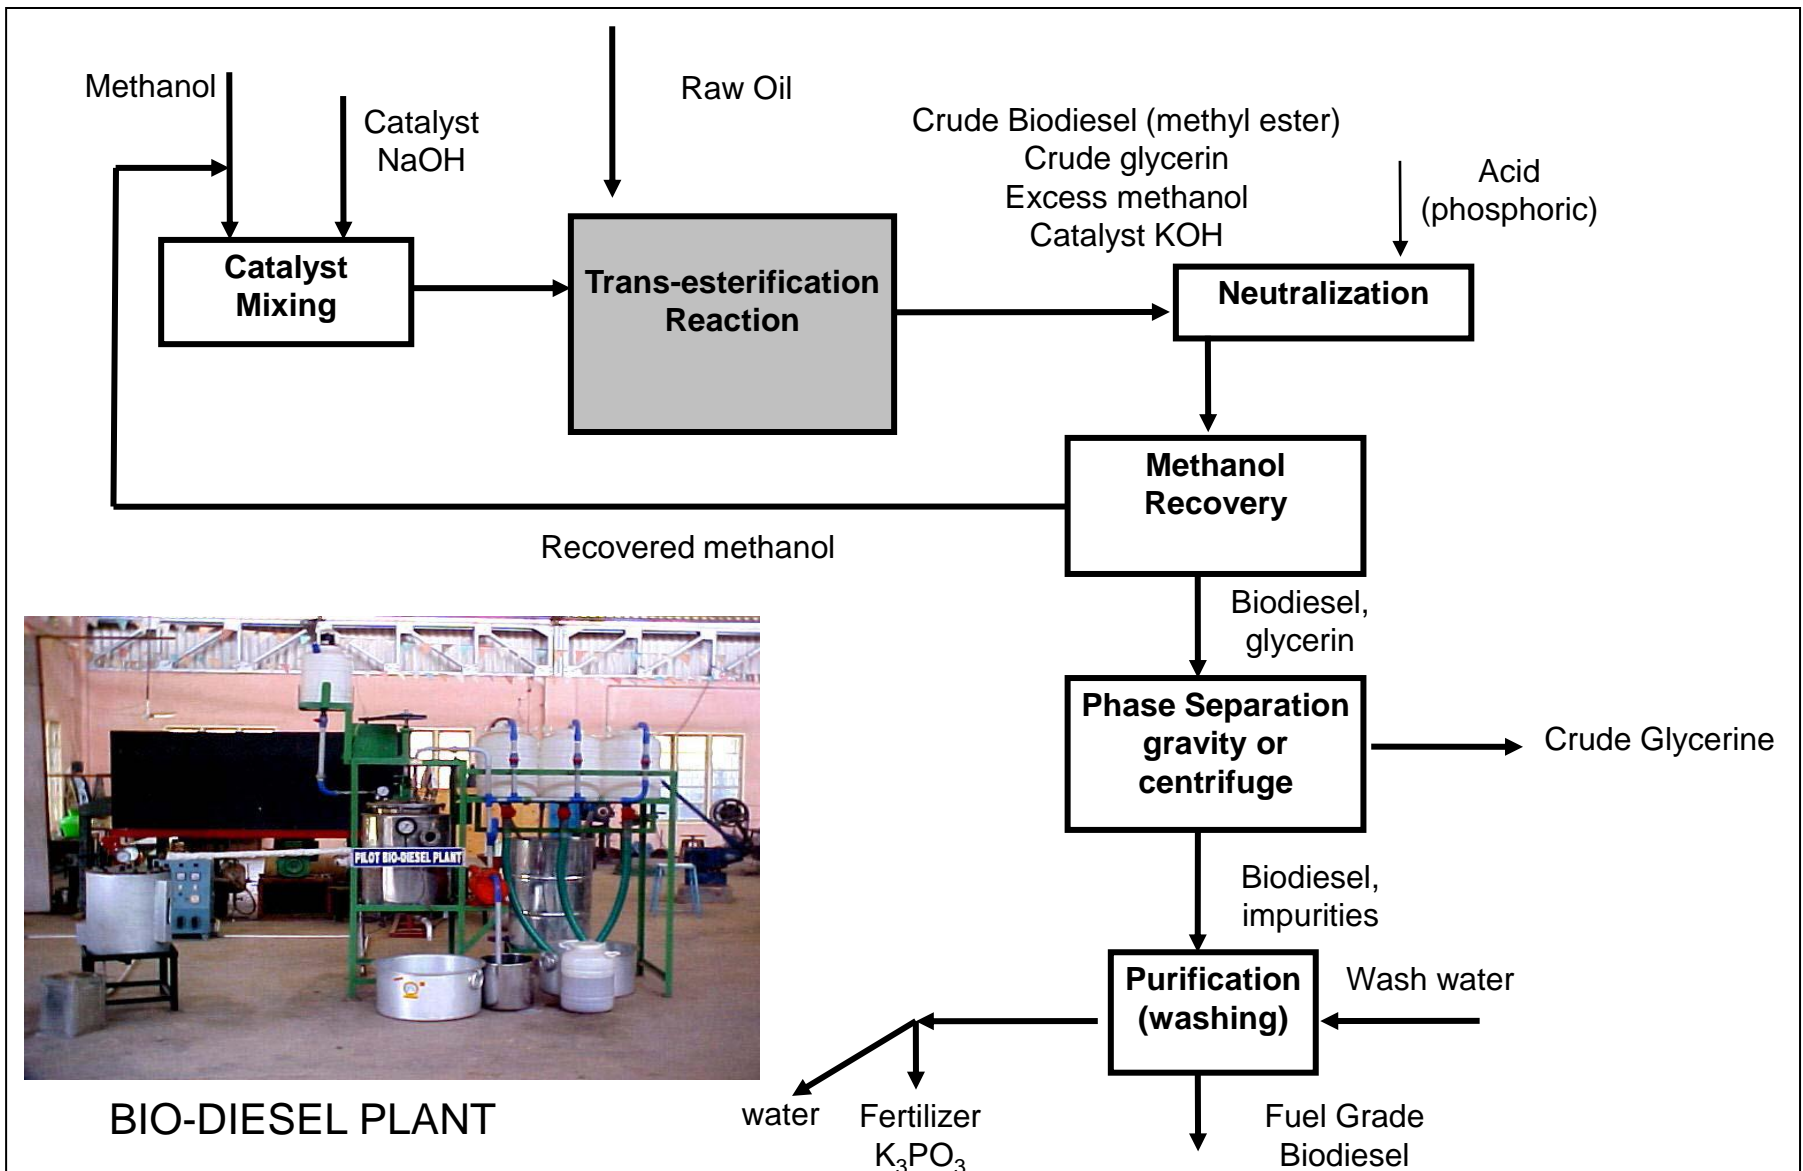 Methanol
Catalyst
NaOH
Raw Oil
Crude Biodiesel (methyl ester)
Crude glycerin
Excess methanol
Catalyst KOH
Acid
(phosphoric)
Catalyst
Mixing
Trans-esterification
Reaction
Neutralization
Methanol
Recovery
Recovered methanol
Biodiesel,
glycerin
Phase Separation
gravity or
centrifuge
Crude Glycerine
PILOT BIO-DIESEL PLANT
Biodiesel,
impurities
Purification
(washing)
Wash water
BIO-DIESEL PLANT
water
Fertilizer
K₃PO₃
Fuel Grade
Biodiesel